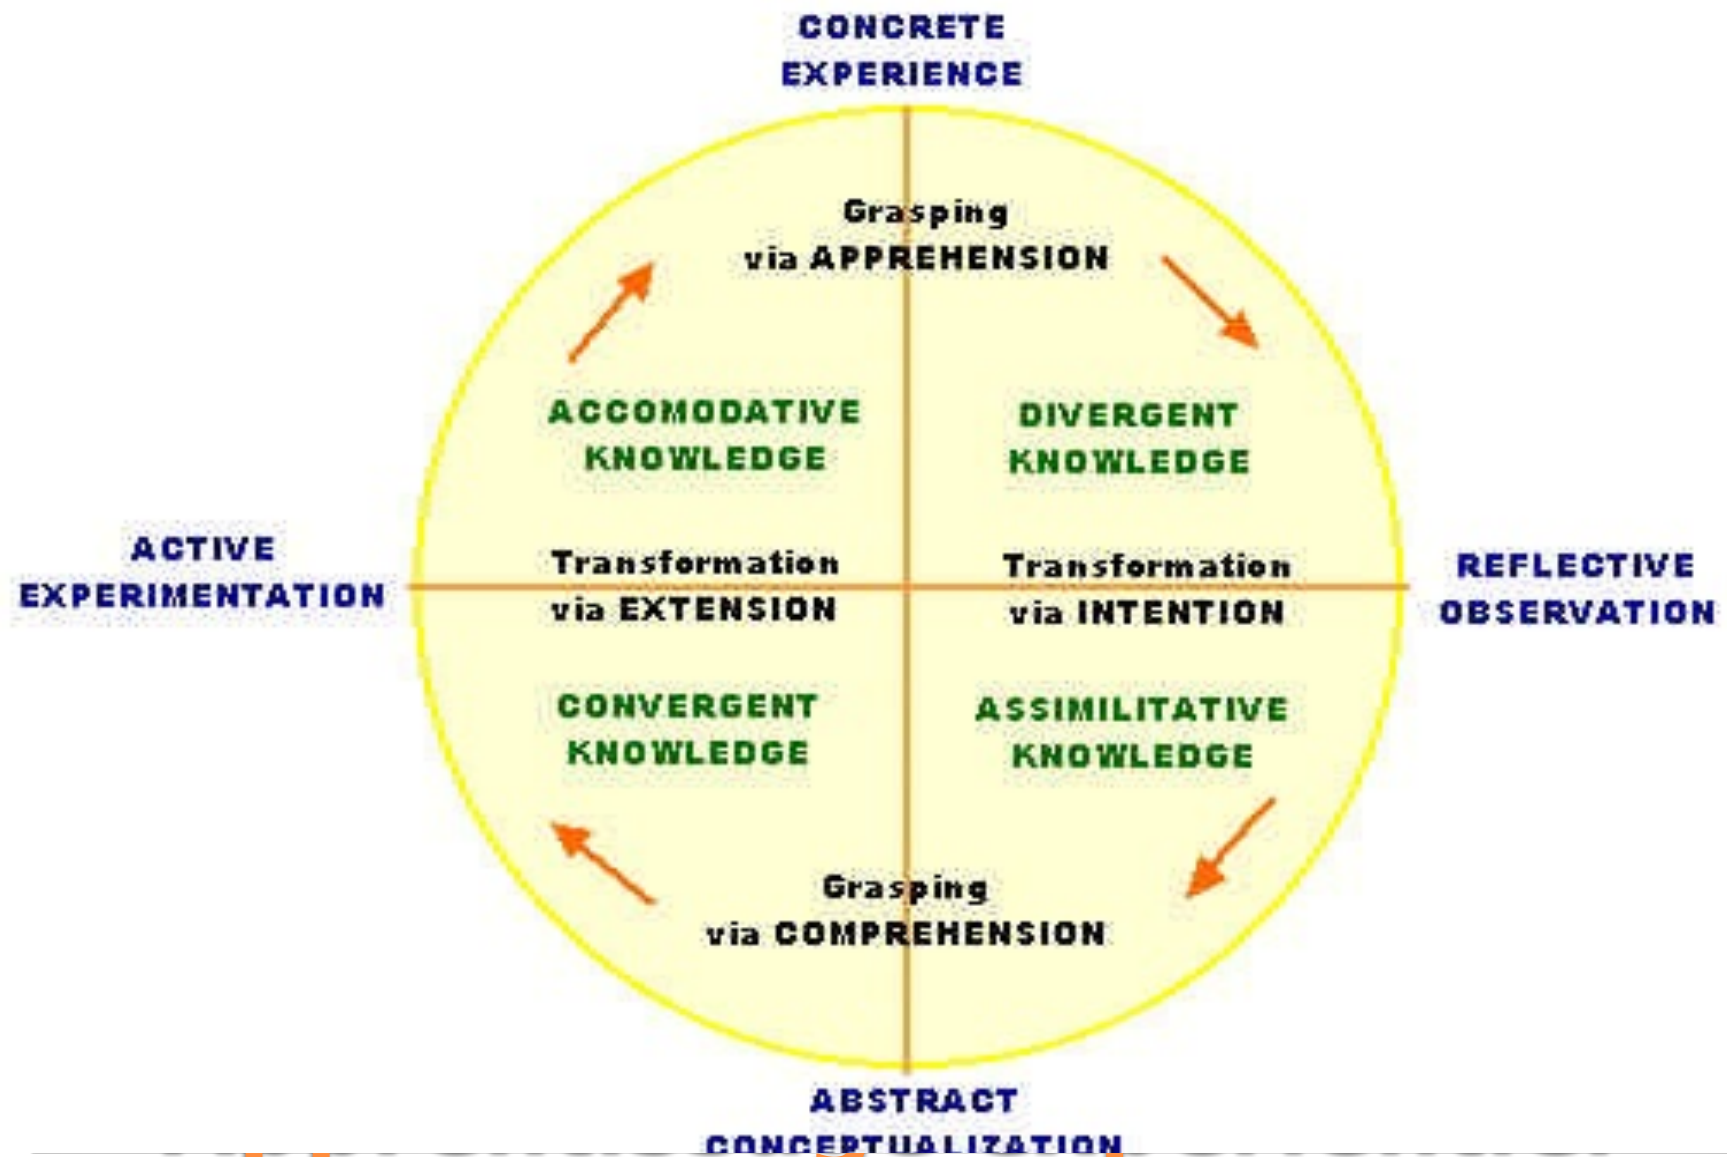 CONCRETE
EXPERIENCE
Grasping
via APPREHENSION
ACCOMODATIVE
KNOWLEDGE
DIVERGENT
KNOWLEDGE
ACTIVE
EXPERIMENTATION
Transformation
via EXTENSION
Transformation
via INTENTION
REFLECTIVE
OBSERVATION
CONVERGENT
KNOWLEDGE
ASSIMILITATIVE
KNOWLEDGE
Grasping
via COMPREHENSION
ABSTRACT
CONCEPTUALIZATION